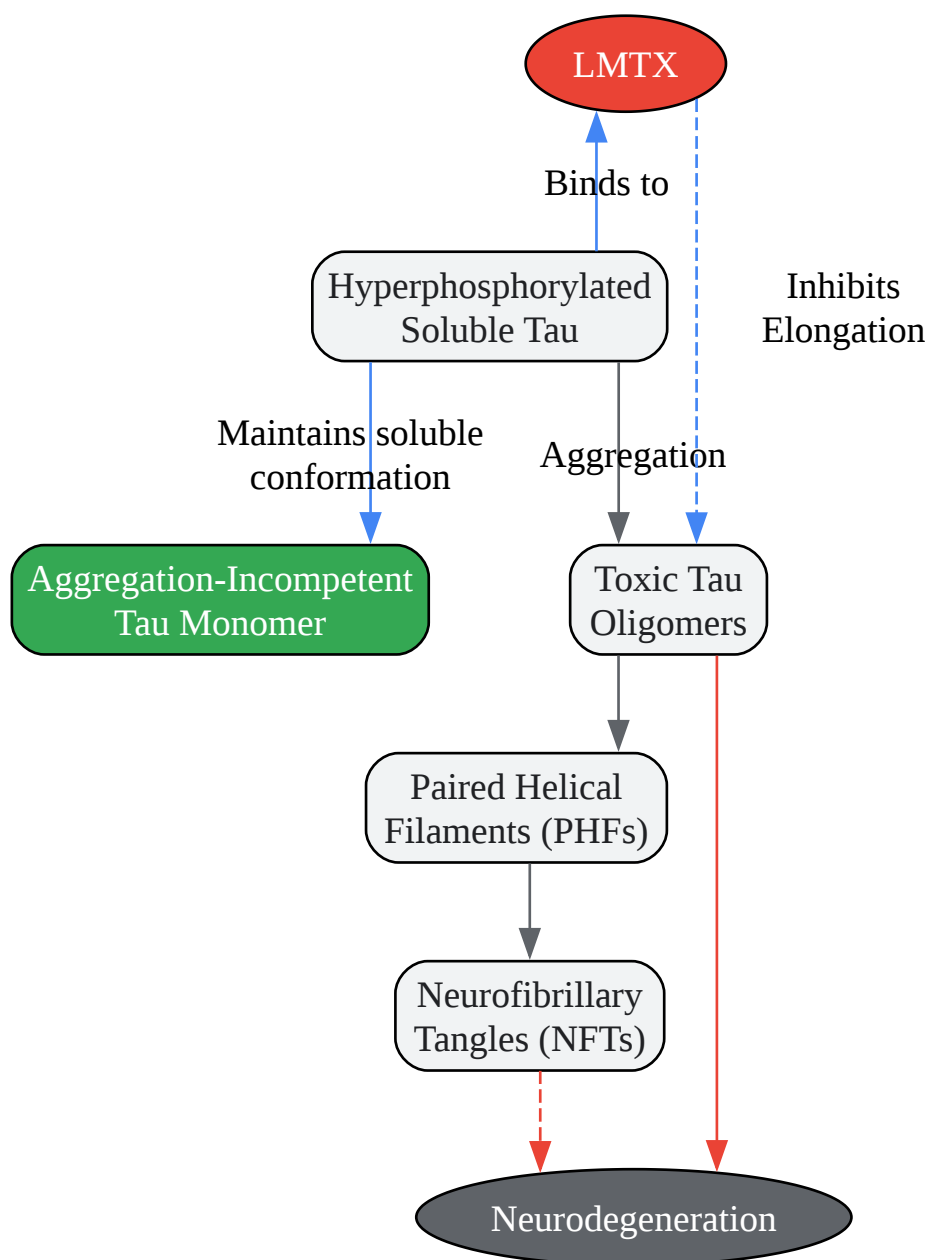 LMTX
Binds to
Hyperphosphorylated
Soluble Tau
Inhibits
Elongation
Maintains soluble
conformation
Aggregation
Aggregation-Incompetent
Tau Monomer
Toxic Tau
Oligomers
Paired Helical
Filaments (PHFs)
Neurofibrillary
Tangles (NFTs)
Neurodegeneration